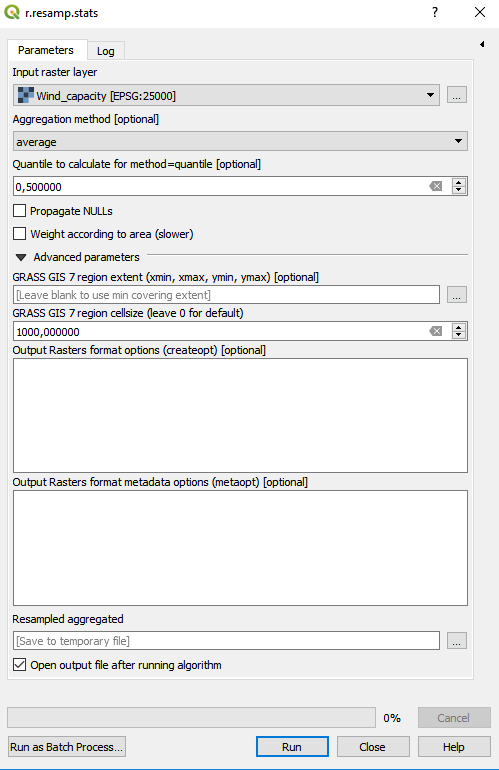 r.resamp.stats
?
Parameters
Log
Input raster layer
Wind_capacity [EPSG:25000]
...
Aggregation method [optional]
average
Quantile to calculate for method=quantile [optional]
0,500000
Propagate NULLs
Weight according to area (slower)
Advanced parameters
GRASS GIS 7 region extent (xmin, xmax, ymin, ymax) [optional]
[Leave blank to use min covering extent]
...
GRASS GIS 7 region cellsize (leave 0 for default)
1000,000000
Output Rasters format options (createopt) [optional]
Output Rasters format metadata options (metaopt) [optional]
Resampled aggregated
[Save to temporary file]
...
Open output file after running algorithm
0%
Cancel
Run as Batch Process...
Run
Close
Help